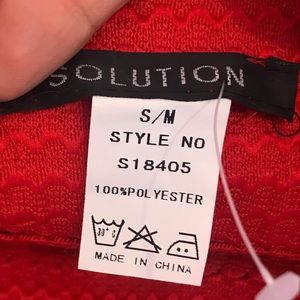 SOLUTION
S/M
STYLE NO
S18405
100%POLYESTER
30°C
MADE IN CHINA